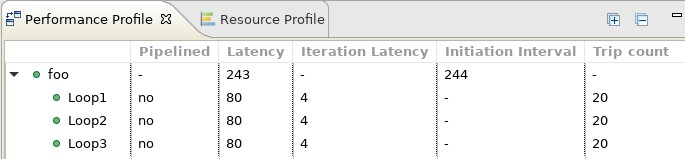 Performance Profile Resource Profile
Pipelined Latency Iteration Latency Initiation Interval Trip count
foo - 243 - 244 -
Loop1 no 80 4 - 20
Loop2 no 80 4 - 20
Loop3 no 80 4 - 20